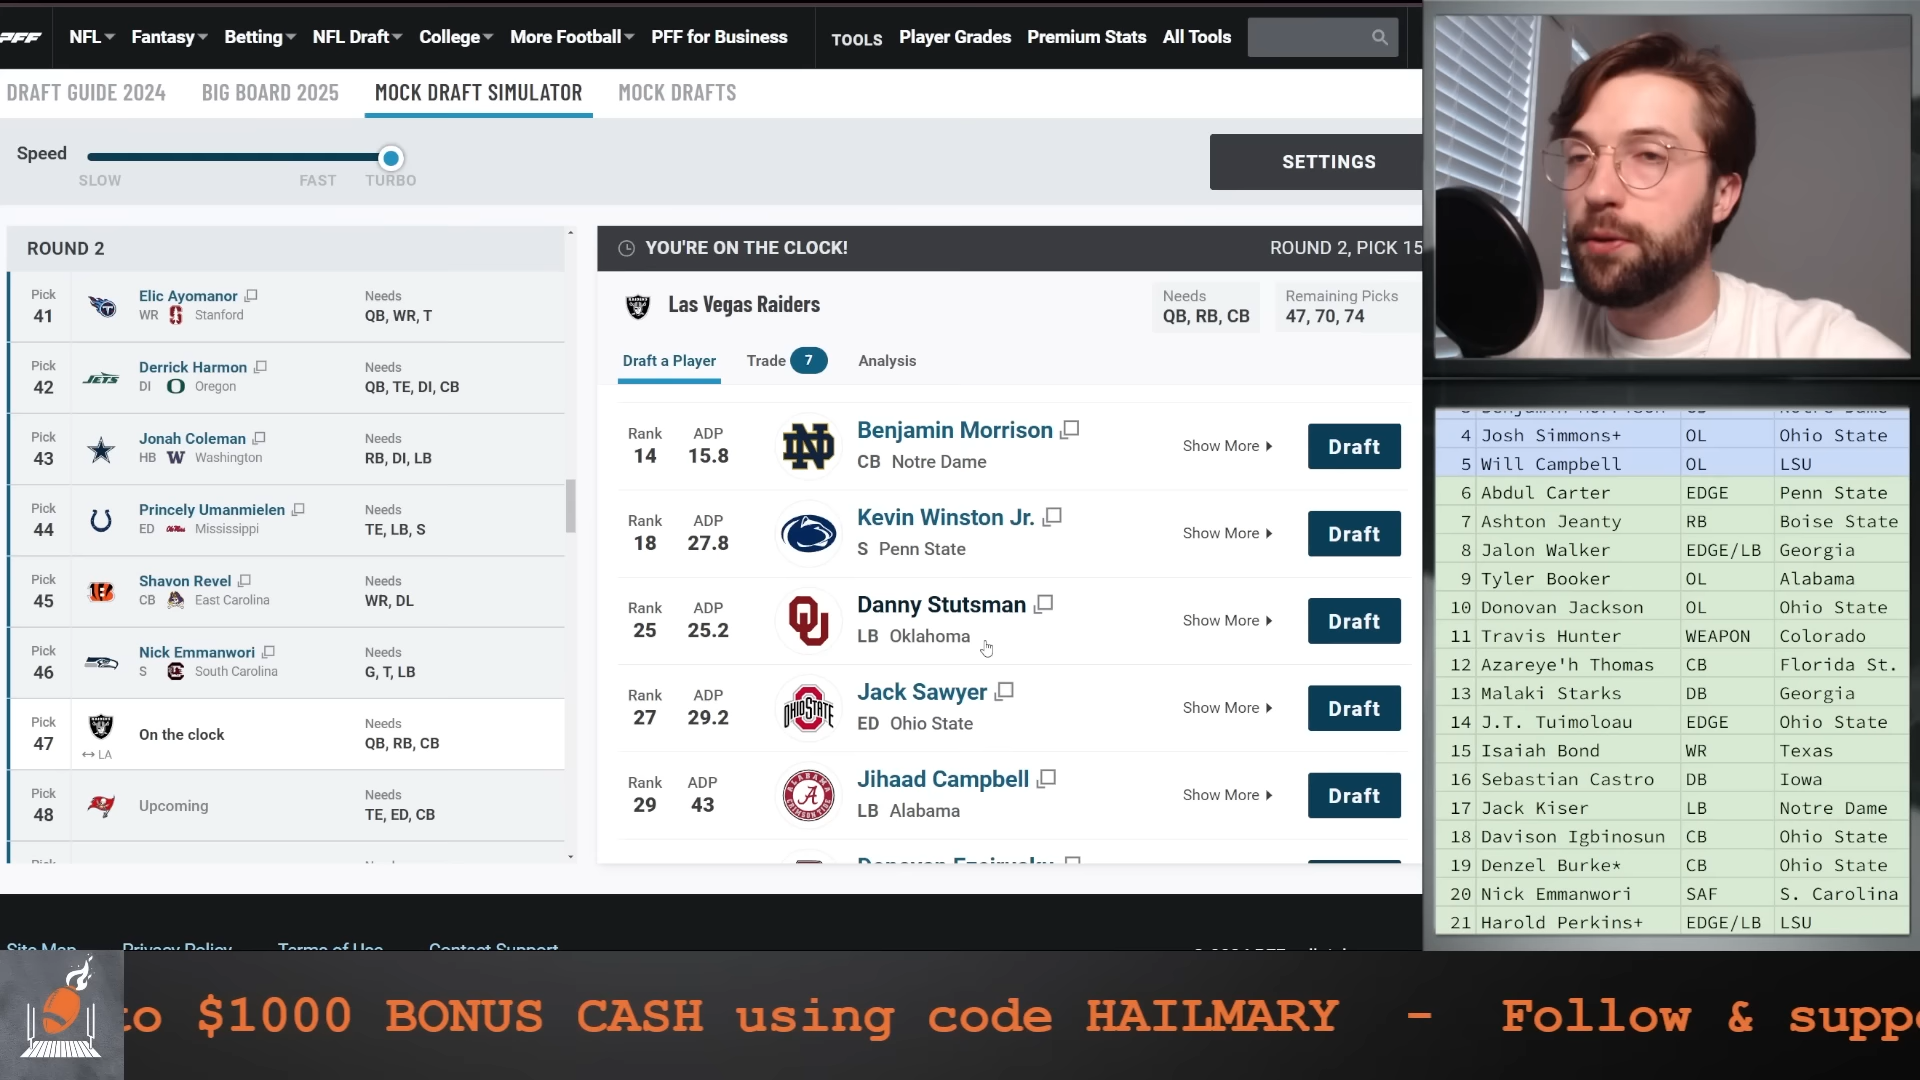 PFF
NFL Fantasy Betting NFL Draft College More Football PFF for Business TOOLS Player Grades Premium Stats All Tools
DRAFT GUIDE 2024 BIG BOARD 2025 MOCK DRAFT SIMULATOR MOCK DRAFTS
Speed
SLOW FAST TURBO
SETTINGS
ROUND 2
Pick 41
Elic Ayomanor
WR Stanford
Needs
QB, WR, T
Pick 42
Derrick Harmon
DI Oregon
Needs
QB, TE, DI, CB
Pick 43
Jonah Coleman
HB Washington
Needs
RB, DI, LB
Pick 44
Princely Umanmielen
ED Mississippi
Needs
TE, LB, S
Pick 45
Shavon Revel
CB East Carolina
Needs
WR, DL
Pick 46
Nick Emmanwori
S South Carolina
Needs
G, T, LB
Pick 47
LA
On the clock
Needs
QB, RB, CB
Pick 48
Upcoming
Needs
TE, ED, CB
YOU'RE ON THE CLOCK!
ROUND 2, PICK 15
Las Vegas Raiders
Needs
QB, RB, CB
Remaining Picks
47, 70, 74
Draft a Player Trade 7 Analysis
Rank 14 ADP 15.8
Benjamin Morrison
CB Notre Dame
Show More Draft
Rank 18 ADP 27.8
Kevin Winston Jr.
S Penn State
Show More Draft
Rank 25 ADP 25.2
Danny Stutsman
LB Oklahoma
Show More Draft
Rank 27 ADP 29.2
Jack Sawyer
ED Ohio State
Show More Draft
Rank 29 ADP 43
Jihaad Campbell
LB Alabama
Show More Draft
4 Josh Simmons+ OL Ohio State
5 Will Campbell OL LSU
6 Abdul Carter EDGE Penn State
7 Ashton Jeanty RB Boise State
8 Jalon Walker EDGE/LB Georgia
9 Tyler Booker OL Alabama
10 Donovan Jackson OL Ohio State
11 Travis Hunter WEAPON Colorado
12 Azareye'h Thomas CB Florida St.
13 Malaki Starks DB Georgia
14 J.T. Tuimoloau EDGE Ohio State
15 Isaiah Bond WR Texas
16 Sebastian Castro DB Iowa
17 Jack Kiser LB Notre Dame
18 Davison Igbinosun CB Ohio State
19 Denzel Burke* CB Ohio State
20 Nick Emmanwori SAF S. Carolina
21 Harold Perkins+ EDGE/LB LSU
Site Map Privacy Policy Terms of Use Contact Support
to $1000 BONUS CASH using code HAILMARY - Follow & suppo